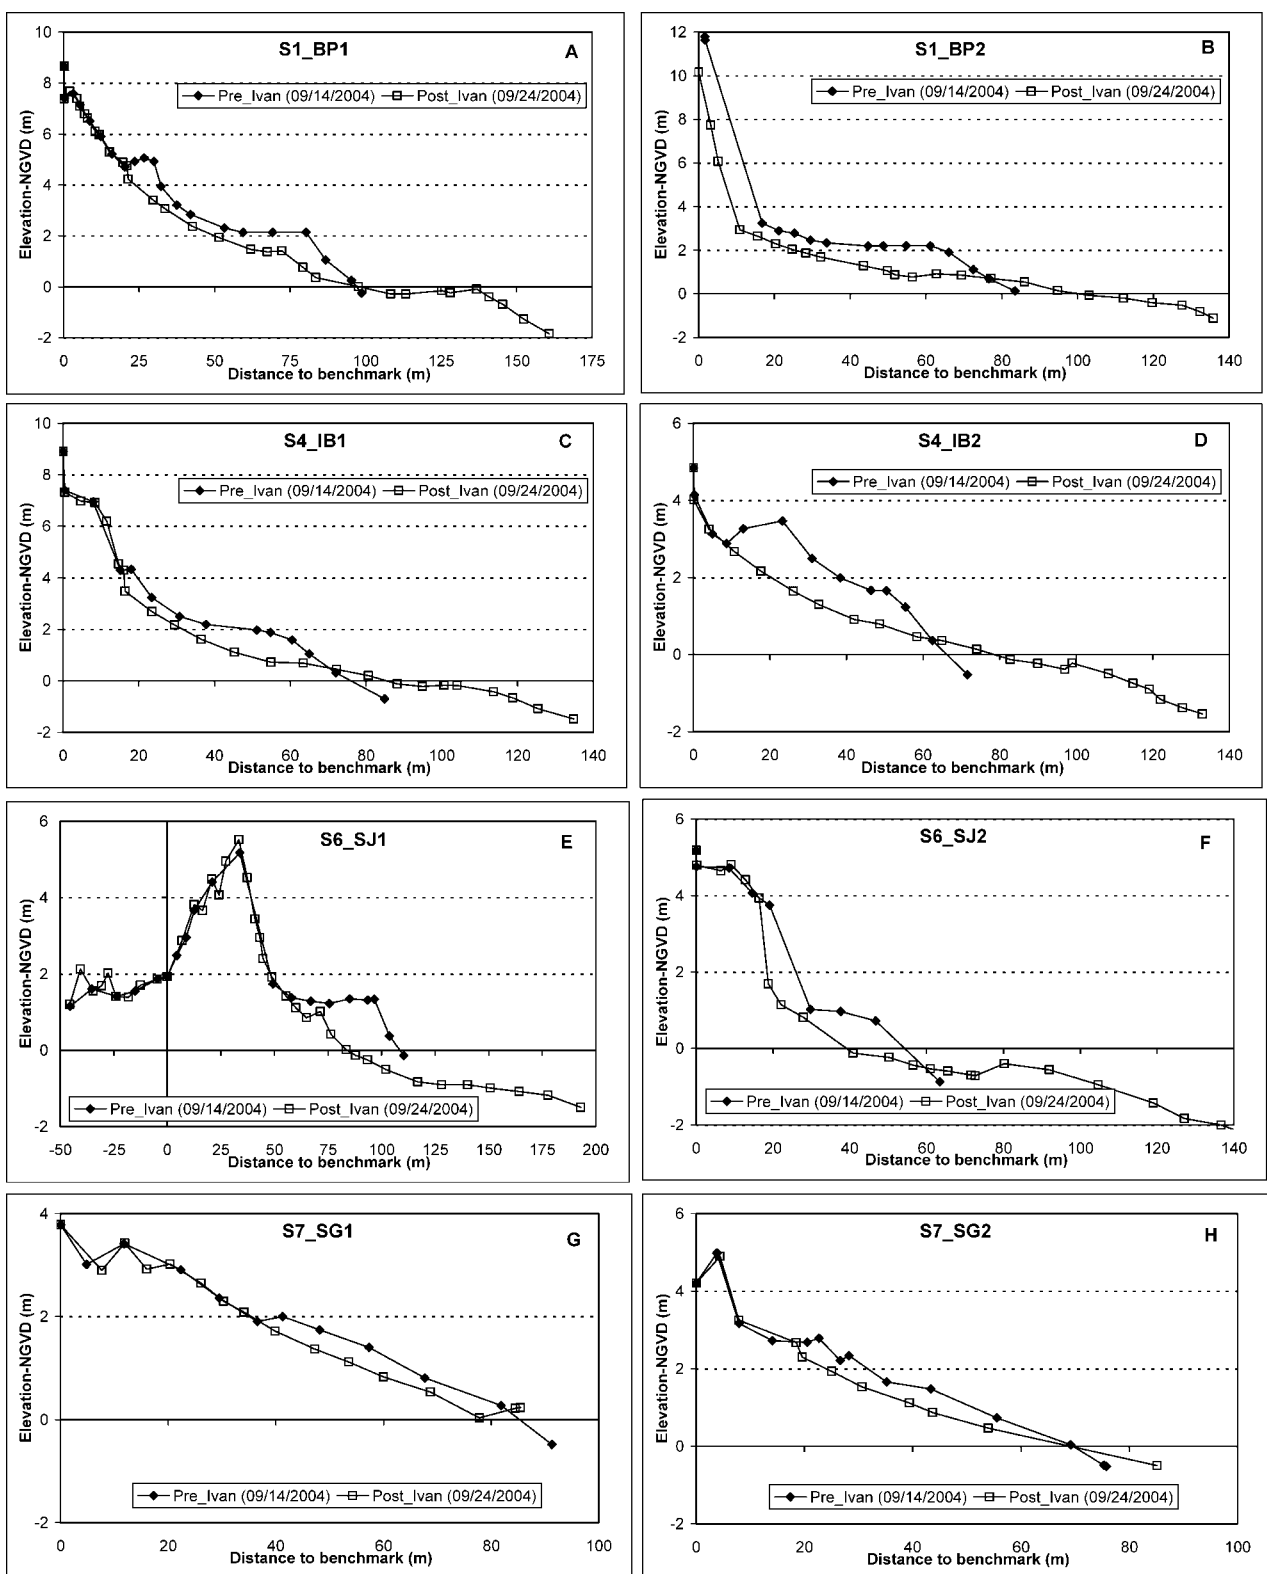 S1_BP1
A
Pre_Ivan (09/14/2004) Post_Ivan (09/24/2004)
Elevation-NGVD (m)
10
8
6
4
2
0
-2
0 25 50 75 100 125 150 175
Distance to benchmark (m)
S1_BP2
B
Pre_Ivan (09/14/2004) Post_Ivan (09/24/2004)
Elevation-NGVD (m)
12
10
8
6
4
2
0
-2
0 20 40 60 80 100 120 140
Distance to benchmark (m)
S4_IB1
C
Pre_Ivan (09/14/2004) Post_Ivan (09/24/2004)
Elevation-NGVD (m)
10
8
6
4
2
0
-2
0 20 40 60 80 100 120 140
Distance to benchmark (m)
S4_IB2
D
Pre_Ivan (09/14/2004) Post_Ivan (09/24/2004)
Elevation-NGVD (m)
6
4
2
0
-2
0 20 40 60 80 100 120 140
Distance to benchmark (m)
S6_SJ1
E
Elevation-NGVD (m)
6
4
2
0
-2
Pre_Ivan (09/14/2004) Post_Ivan (09/24/2004)
-50 -25 0 25 50 75 100 125 150 175 200
Distance to benchmark (m)
S6_SJ2
F
Elevation-NGVD (m)
6
4
2
0
-2
Pre_Ivan (09/14/2004) Post_Ivan (09/24/2004)
0 20 40 60 80 100 120 140
Distance to benchmark (m)
S7_SG1
G
Elevation-NGVD (m)
4
2
0
-2
Pre_Ivan (09/14/2004) Post_Ivan (09/24/2004)
0 20 40 60 80 100
Distance to benchmark (m)
S7_SG2
H
Elevation-NGVD (m)
6
4
2
0
-2
Pre_Ivan (09/14/2004) Post_Ivan (09/24/2004)
0 20 40 60 80 100
Distance to benchmark (m)